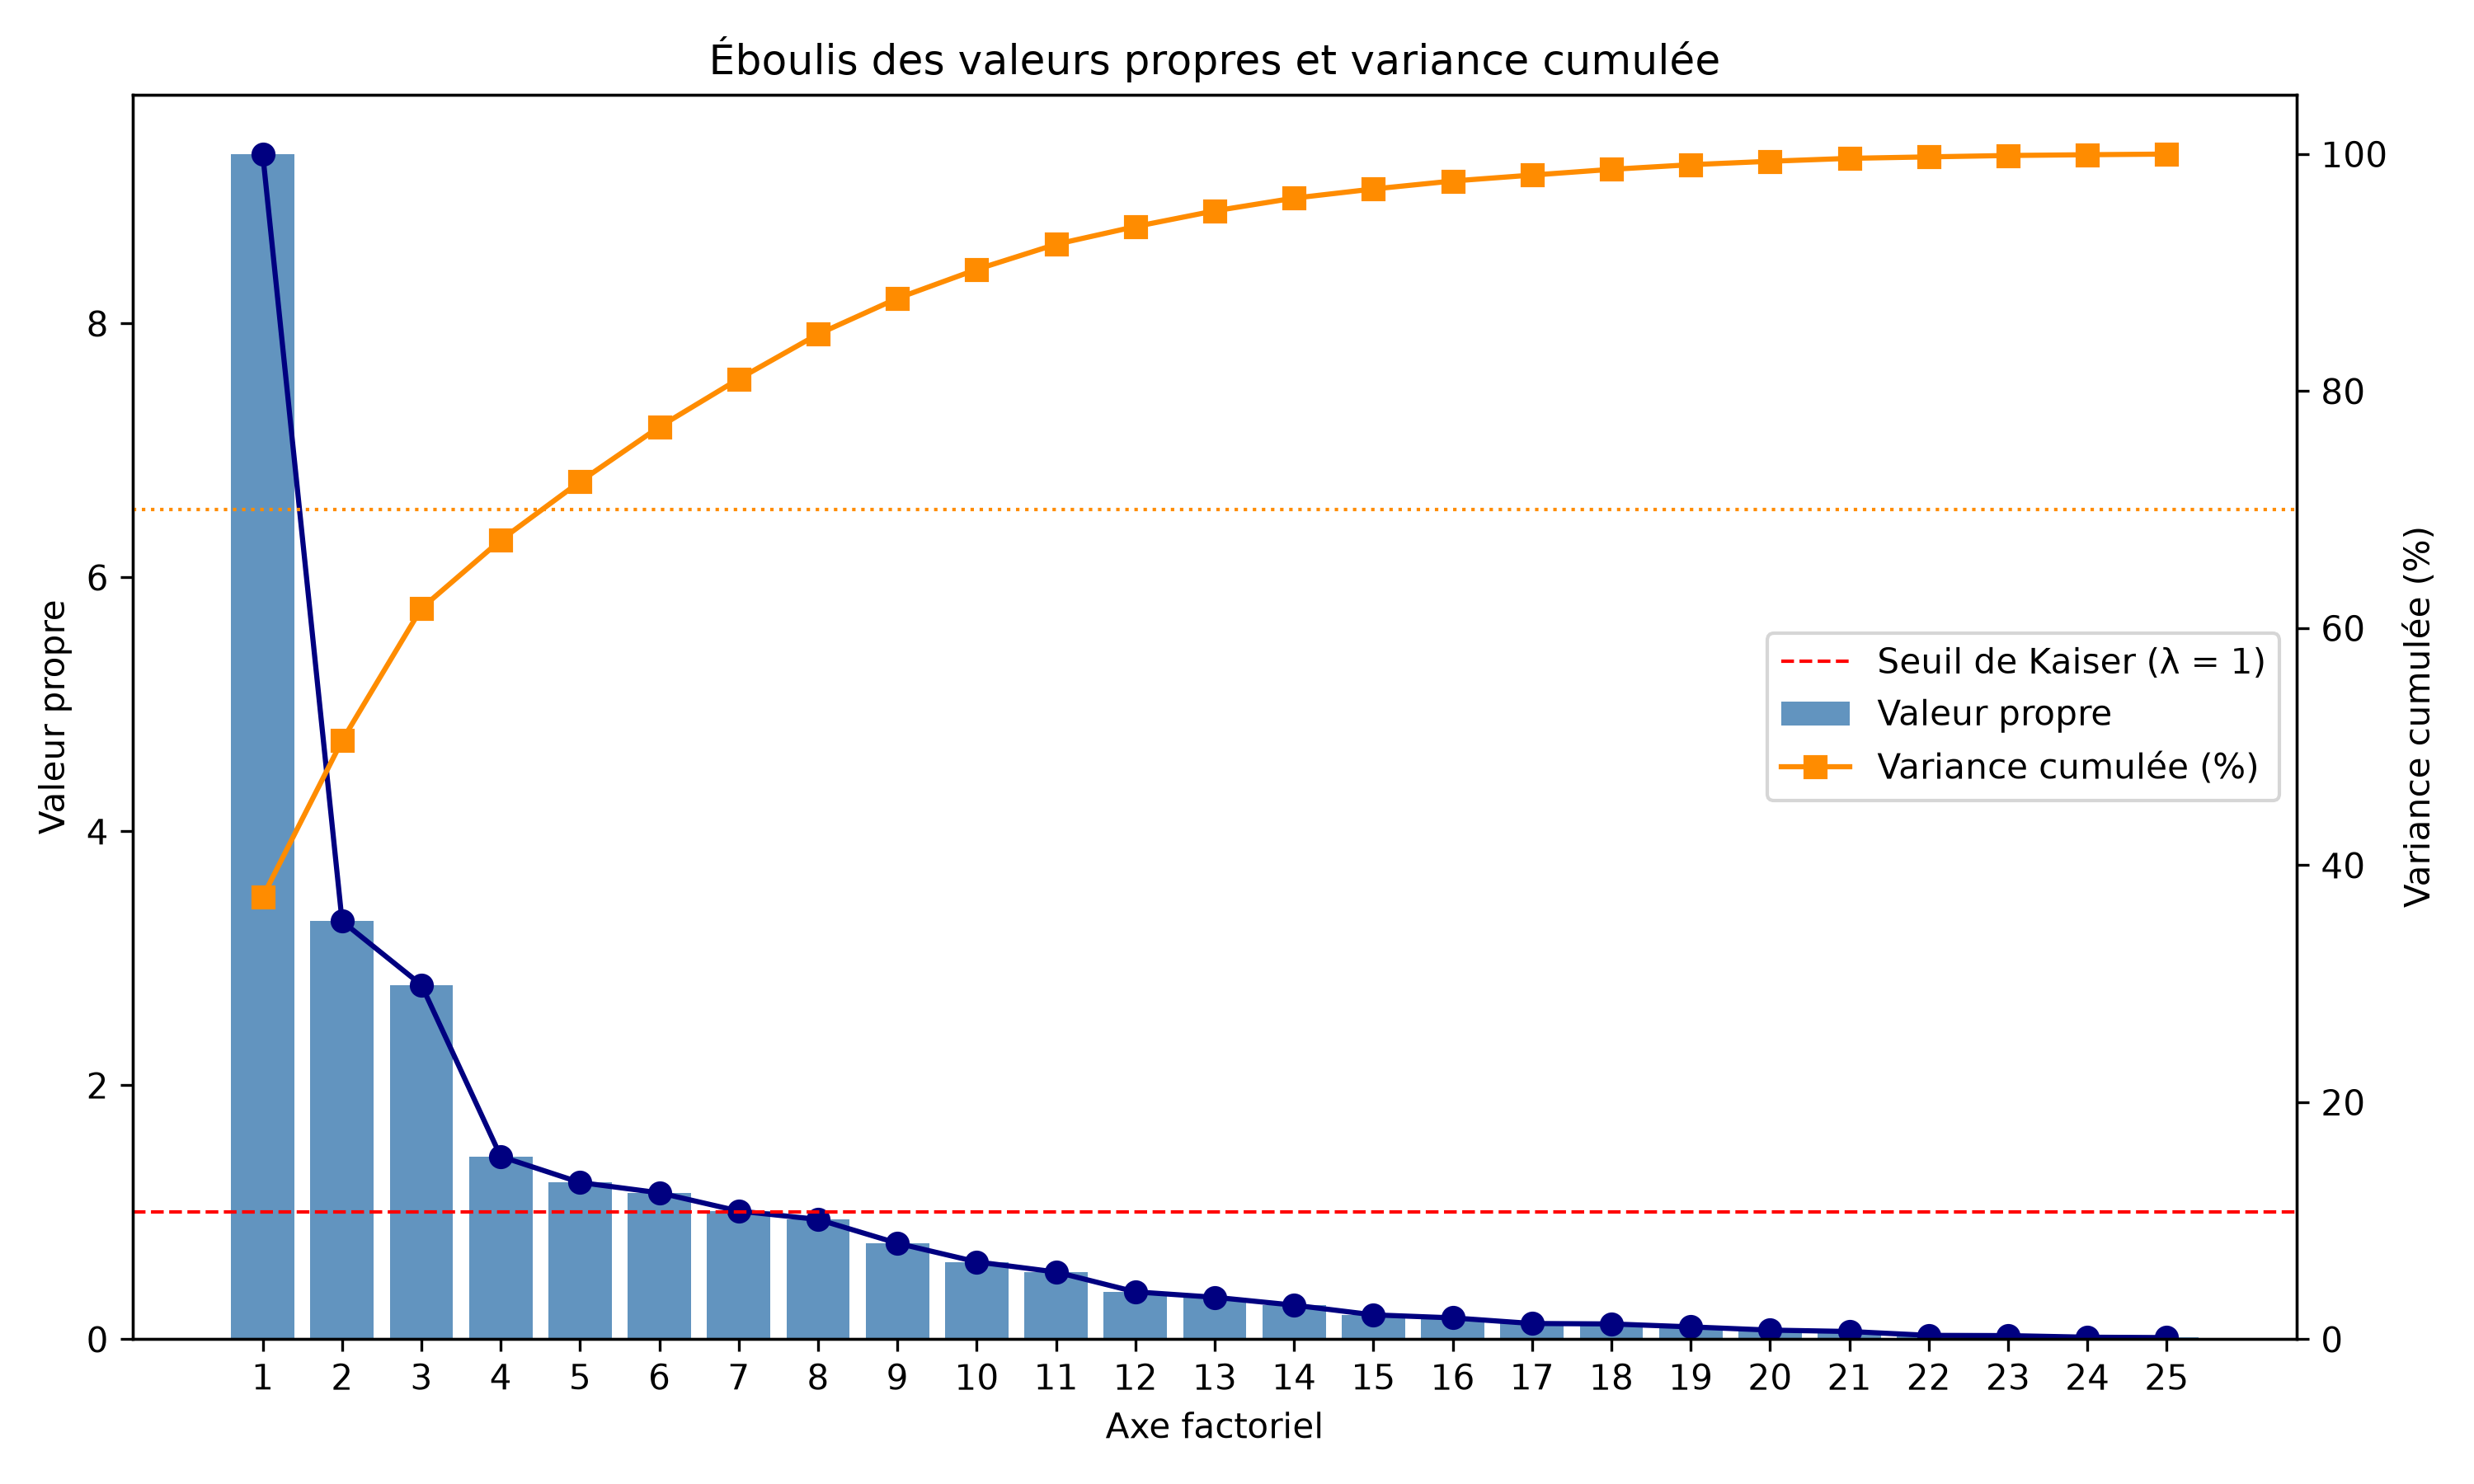 Éboulis des valeurs propres et variance cumulée
Valeur propre
8
6
4
2
0
100
80
60
40
20
0
Variance cumulée (%)
Seuil de Kaiser (λ = 1)
Valeur propre
Variance cumulée (%)
1 2 3 4 5 6 7 8 9 10 11 12 13 14 15 16 17 18 19 20 21 22 23 24 25
Axe factoriel